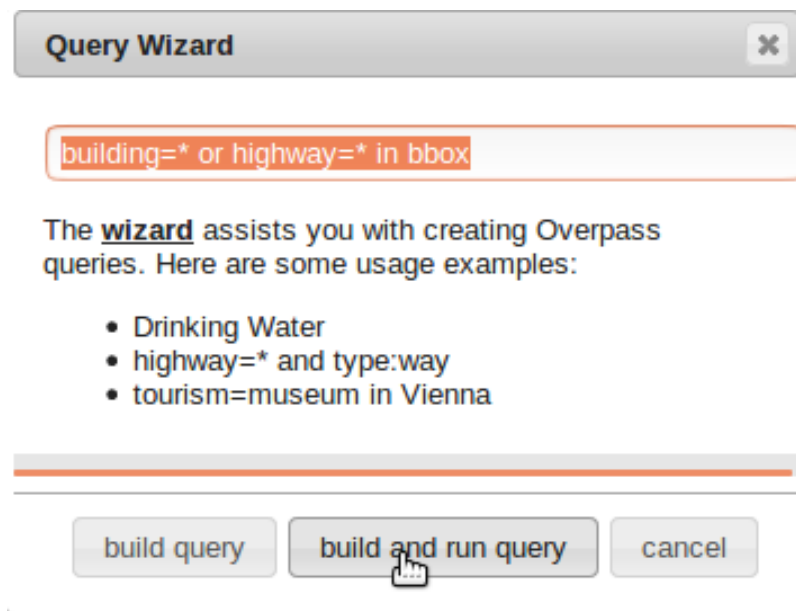 Query Wizard
building=* or highway=* in bbox
The wizard assists you with creating Overpass
queries. Here are some usage examples:
• Drinking Water
• highway=* and type:way
• tourism=museum in Vienna
build query build and run query cancel